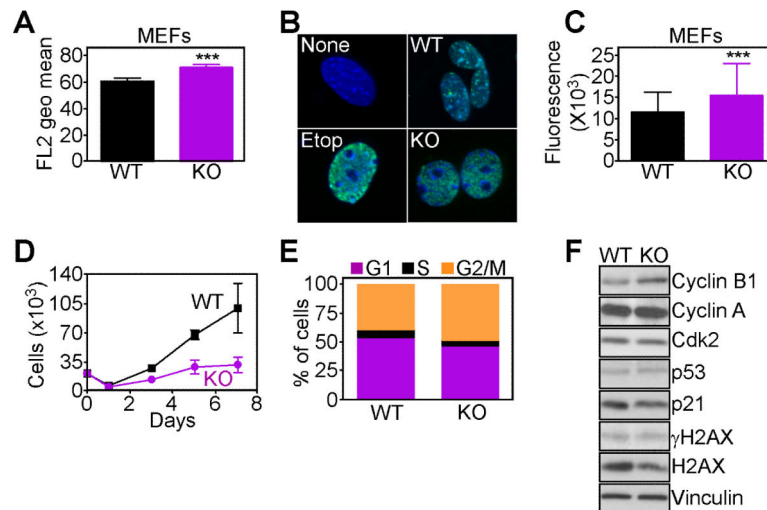 A
MEFs
***
FL2 geo mean
80
60
40
20
0
WT
KO
B
None
WT
Etop
KO
C
MEFs
***
Fluorescence
(X10³)
25
20
15
10
5
0
WT
KO
D
Cells (x10³)
140
105
70
35
0
WT
KO
0 2 4 6 8
Days
E
G1 S G2/M
% of cells
100
75
50
25
0
WT
KO
F
WT KO
Cyclin B1
Cyclin A
Cdk2
p53
p21
γH2AX
H2AX
Vinculin